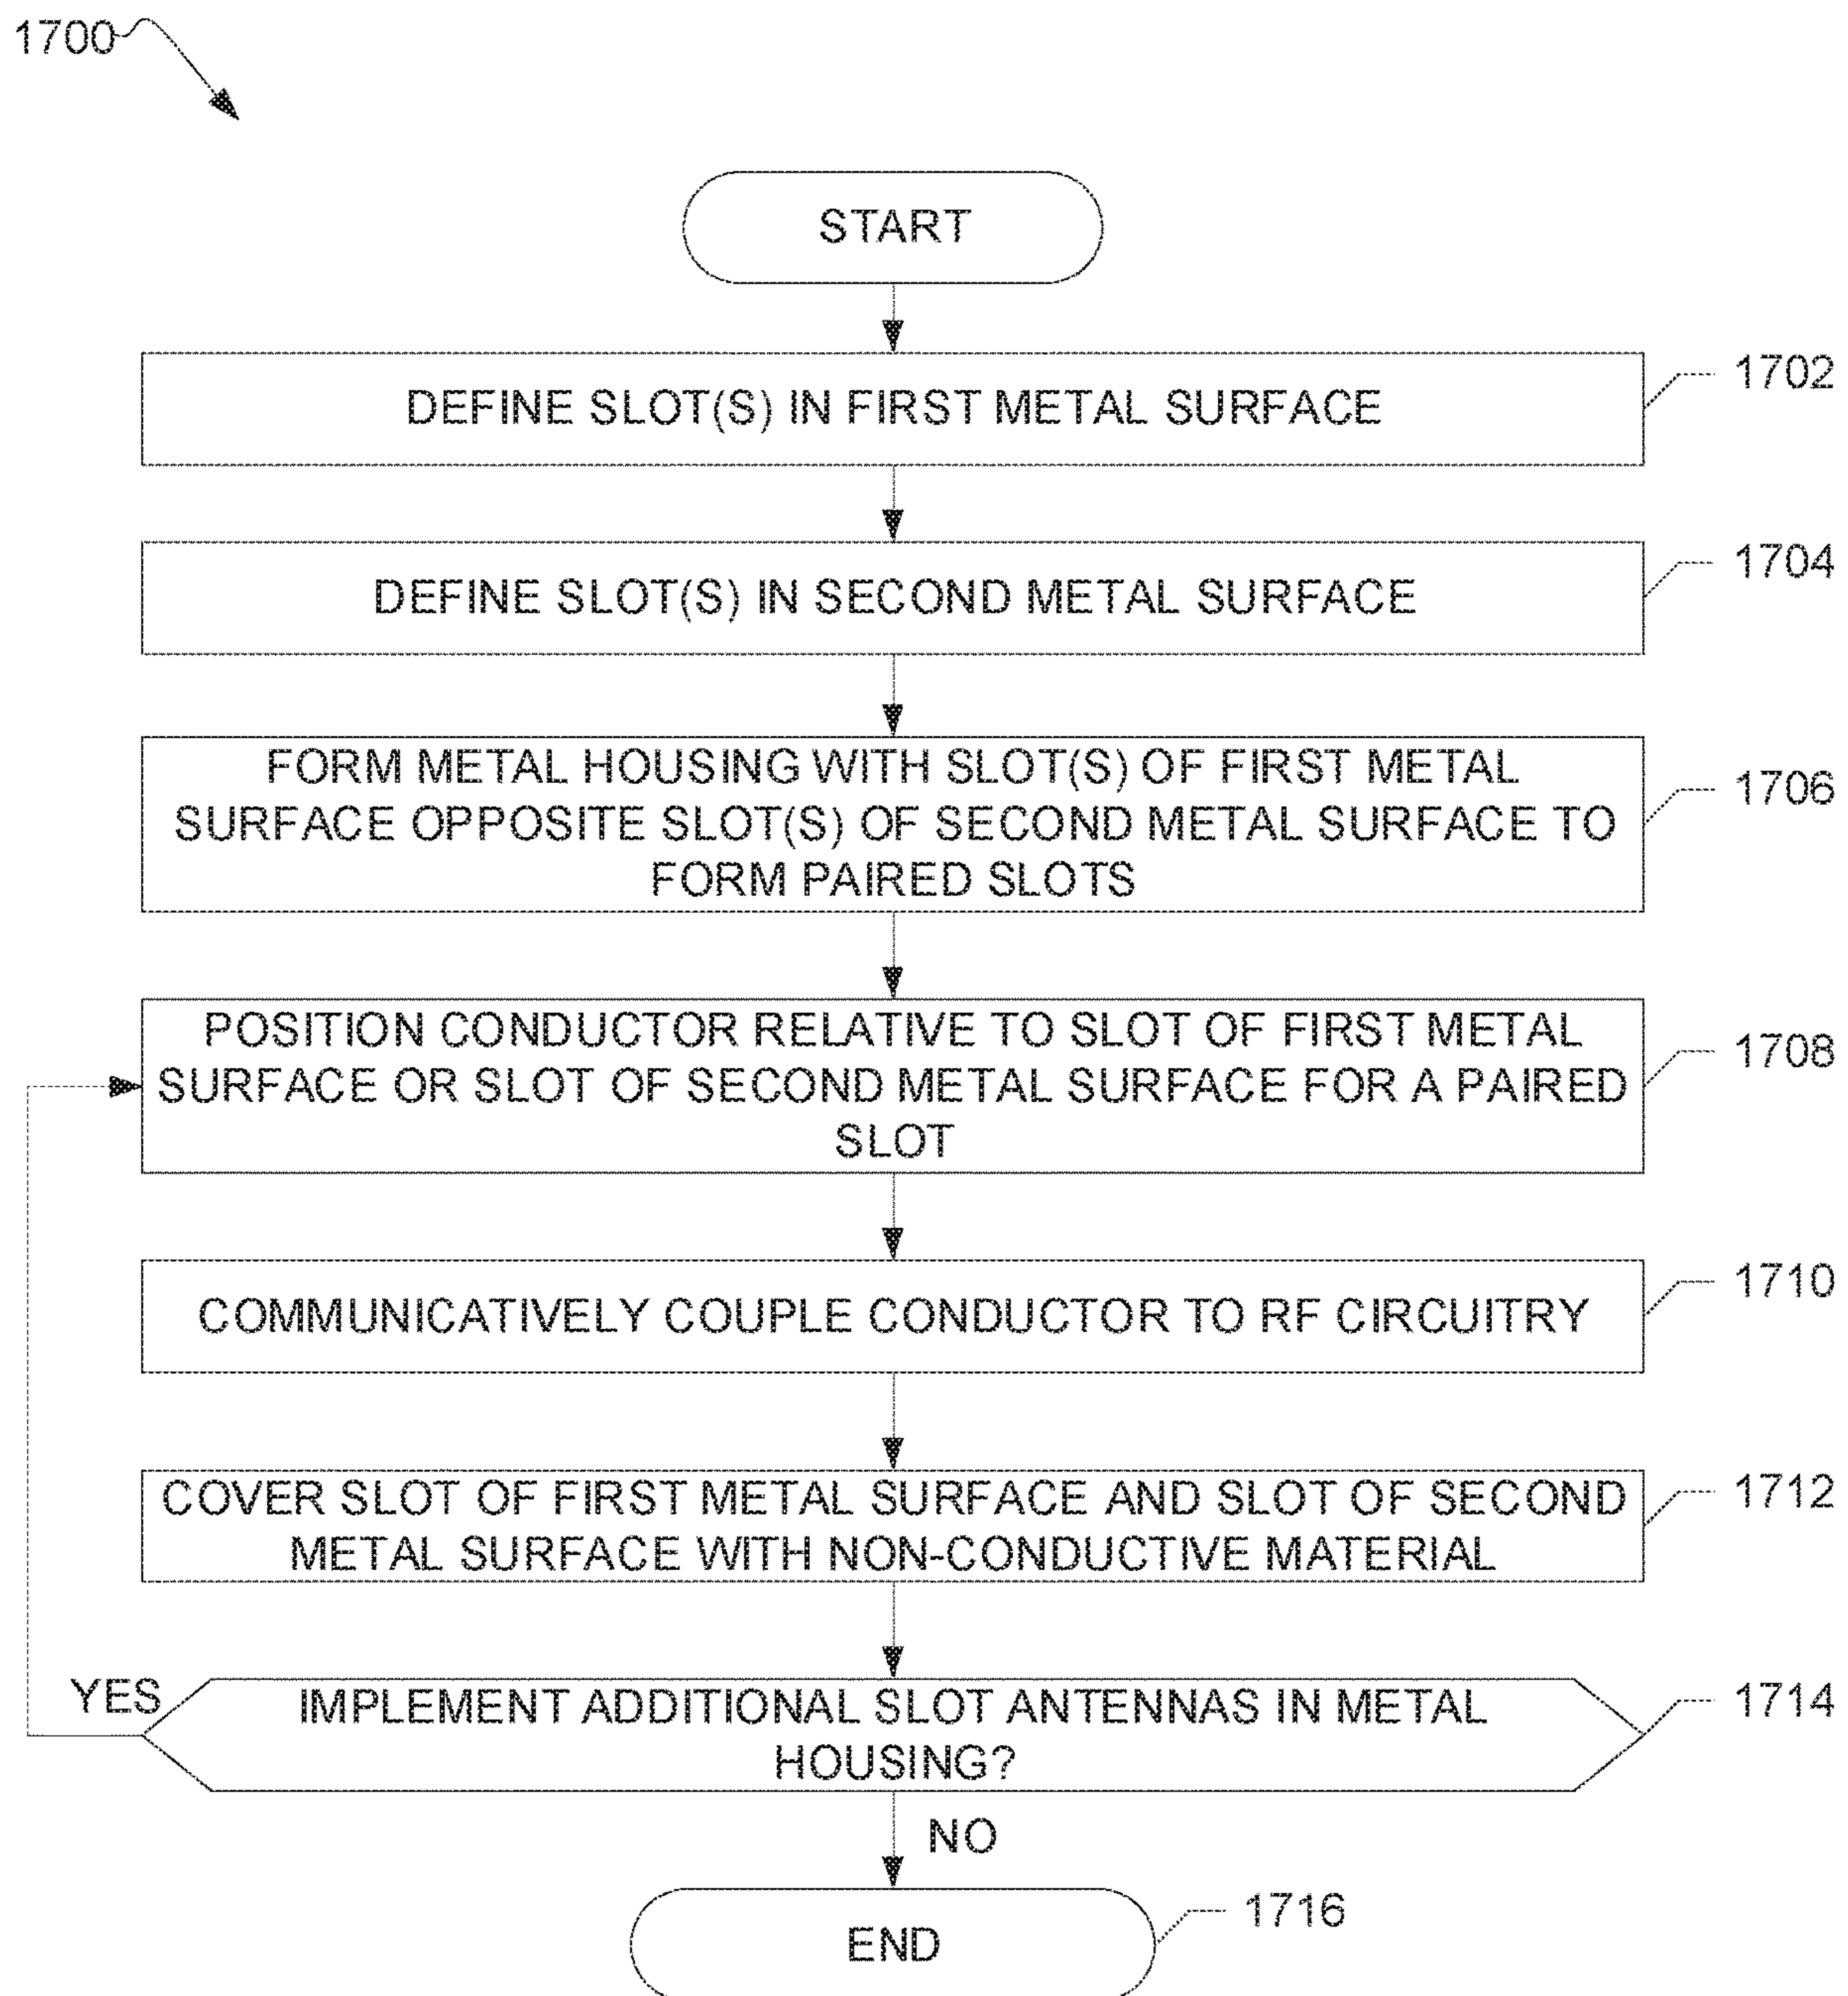 1700
START
DEFINE SLOT(S) IN FIRST METAL SURFACE
1702
DEFINE SLOT(S) IN SECOND METAL SURFACE
1704
FORM METAL HOUSING WITH SLOT(S) OF FIRST METAL
SURFACE OPPOSITE SLOT(S) OF SECOND METAL SURFACE TO
FORM PAIRED SLOTS
1706
POSITION CONDUCTOR RELATIVE TO SLOT OF FIRST METAL
SURFACE OR SLOT OF SECOND METAL SURFACE FOR A PAIRED
SLOT
1708
COMMUNICATIVELY COUPLE CONDUCTOR TO RF CIRCUITRY
1710
COVER SLOT OF FIRST METAL SURFACE AND SLOT OF SECOND
METAL SURFACE WITH NON-CONDUCTIVE MATERIAL
1712
YES
IMPLEMENT ADDITIONAL SLOT ANTENNAS IN METAL
HOUSING?
1714
NO
END
1716